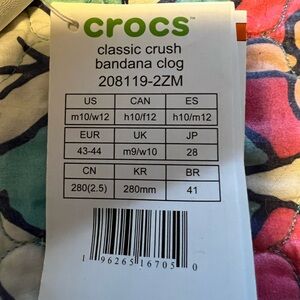 crocs™
classic crush
bandana clog
208119-2ZM
US CAN ES
m10/w12 h10/f12 h10/m12
EUR UK JP
43-44 m9/w10 28
CN KR BR
280(2.5) 280mm 41
1 96265 16705 0